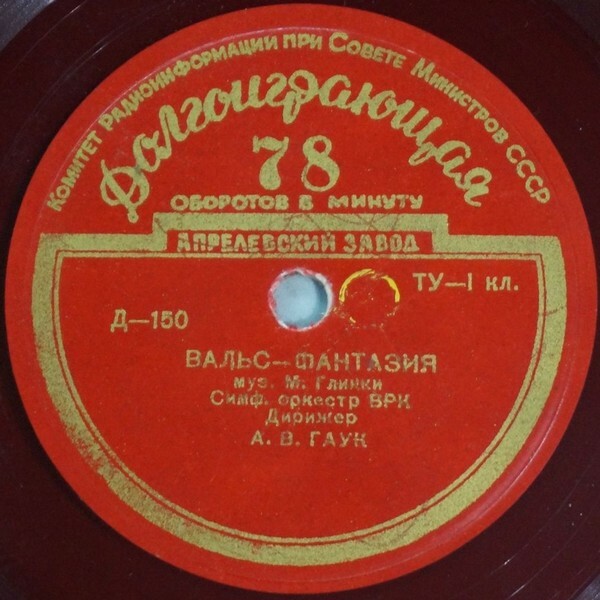 Комитет Радиоинформации при Совете Министров СССР
Долгоиграющая
78
ОБОРОТОВ В МИНУТУ
АПРЕЛЕВСКИЙ ЗАВОД
ТУ—I кл.
Д—150
ВАЛЬС—ФАНТАЗИЯ
муз. М. Глинки
Симф. оркестр ВРК
Дирижер
А. В. ГАУК